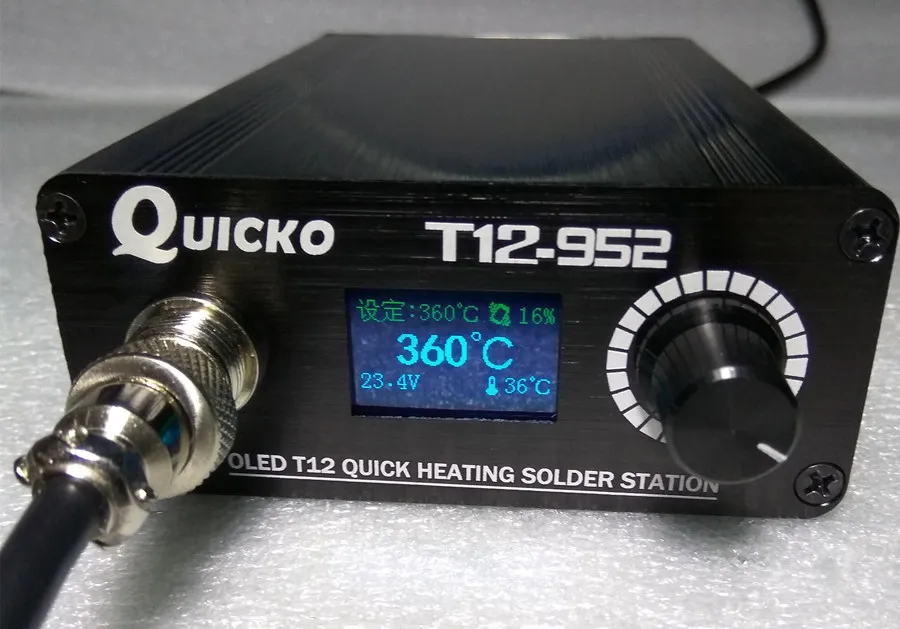 QUICKO
T12-952
设定:360℃ 16%
360℃
23.4V 36℃
OLED T12 QUICK HEATING SOLDER STATION